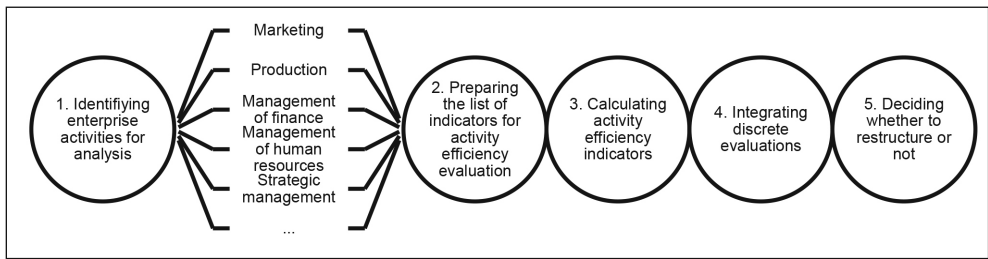 1. Identifiying
enterprise
activities for
analysis
Marketing
Production
Management
of finance
Management
of human
resources
Strategic
management
...
2. Preparing
the list of
indicators for
activity
efficiency
evaluation
3. Calculating
activity
efficiency
indicators
4. Integrating
discrete
evaluations
5. Deciding
whether to
restructure or
not